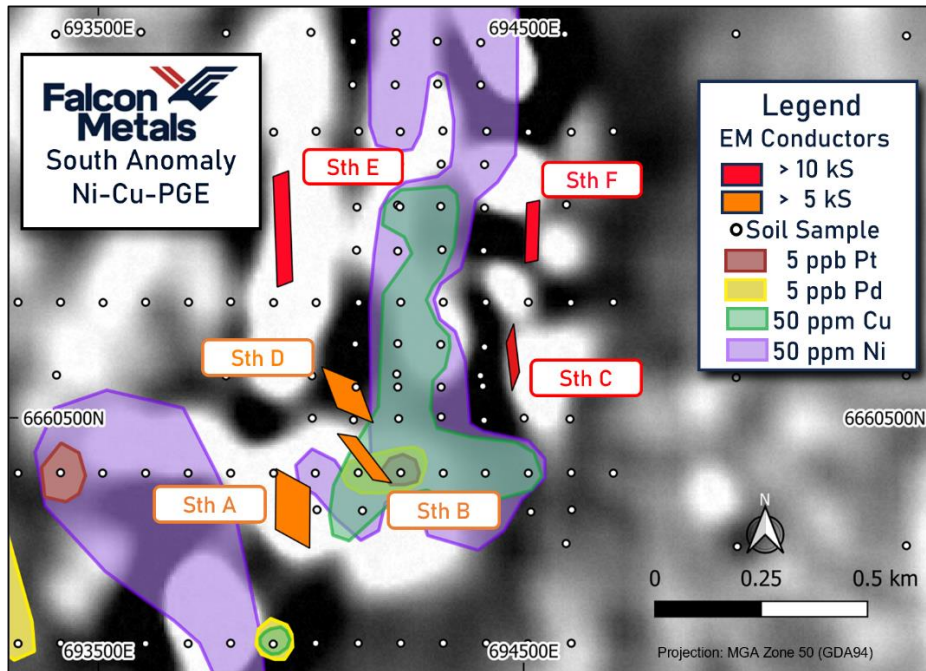 693500E
694500E
Falcon
Metals
South Anomaly
Ni-Cu-PGE
Legend
EM Conductors
> 10 kS
> 5 kS
Soil Sample
5 ppb Pt
5 ppb Pd
50 ppm Cu
50 ppm Ni
Sth E
Sth F
Sth D
Sth C
6660500N
6660500N
Sth A
Sth B
N
0
0.25
0.5 km
693500E
694500E
Projection: MGA Zone 50 (GDA94)